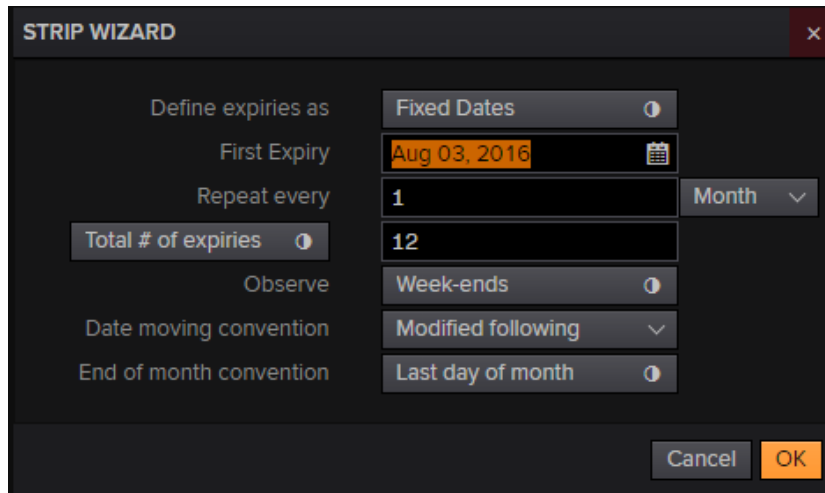 STRIP WIZARD ×
Define expiries as Fixed Dates
First Expiry Aug 03, 2016
Repeat every 1 Month
Total # of expiries 12
Observe Week-ends
Date moving convention Modified following
End of month convention Last day of month
Cancel OK